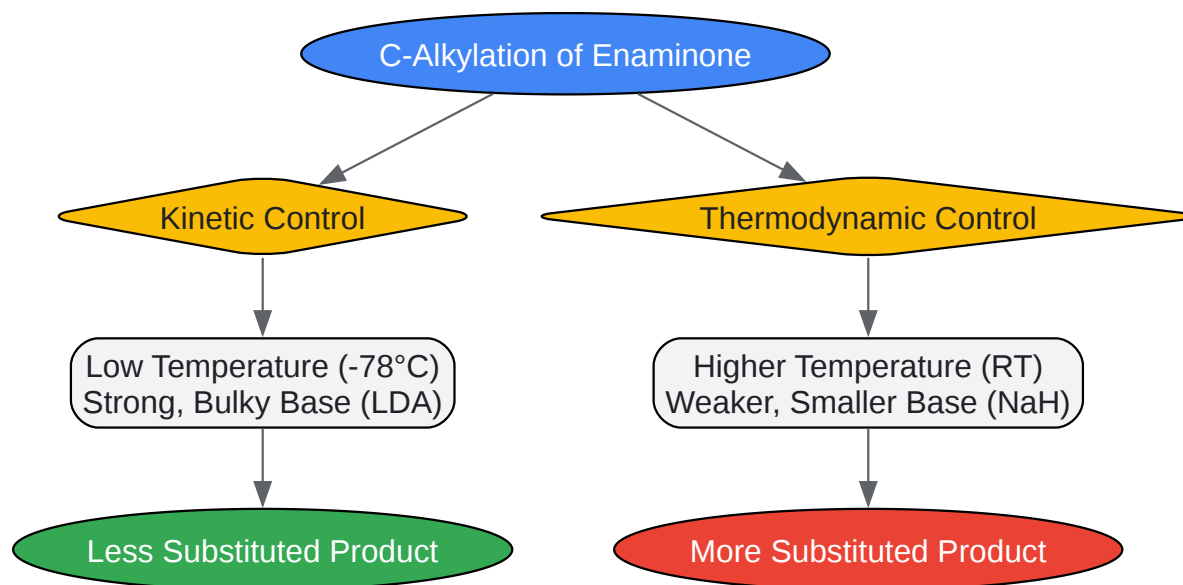 C-Alkylation of Enaminone
Kinetic Control
Thermodynamic Control
Low Temperature (-78°C)
Strong, Bulky Base (LDA)
Higher Temperature (RT)
Weaker, Smaller Base (NaH)
Less Substituted Product
More Substituted Product